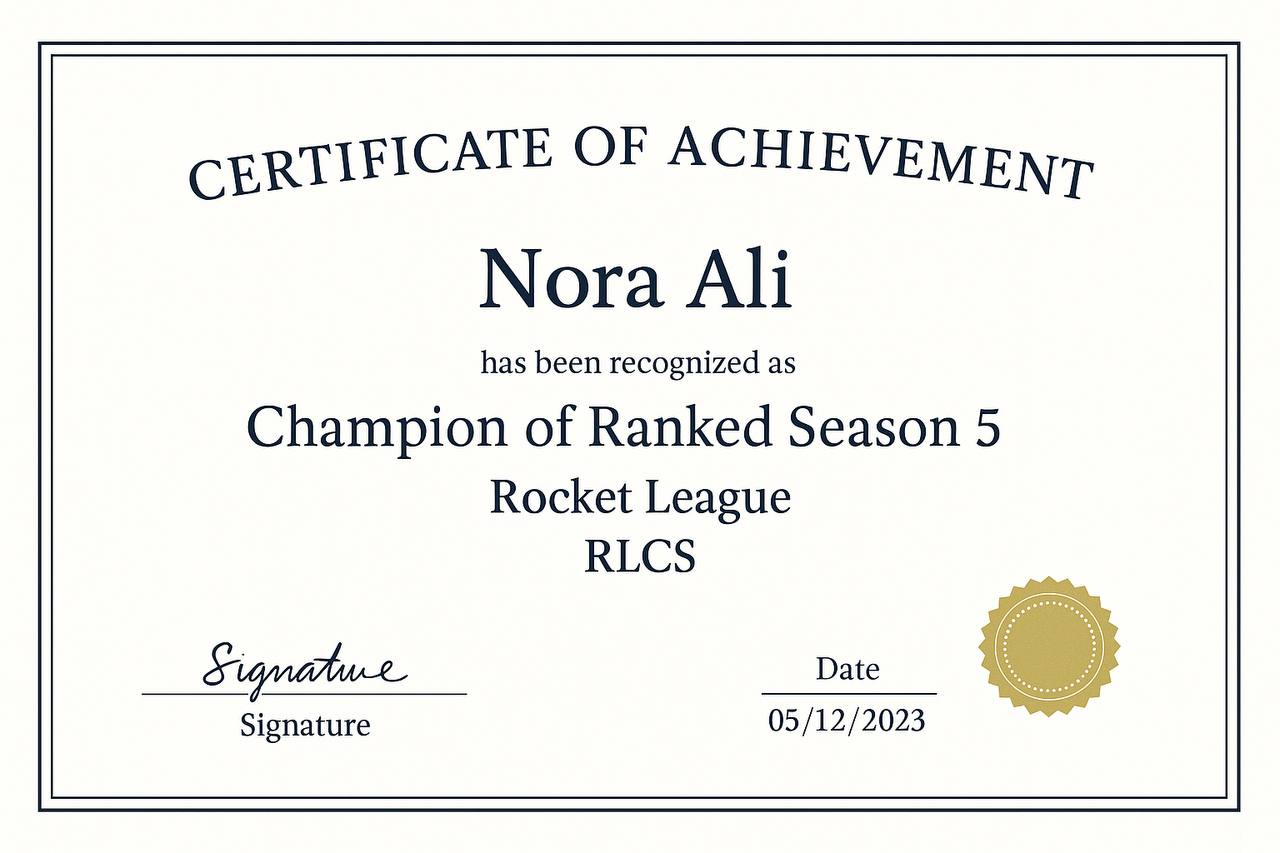 CERTIFICATE OF ACHIEVEMENT
Nora Ali
has been recognized as
Champion of Ranked Season 5
Rocket League
RLCS
Signature
Signature
Date
05/12/2023